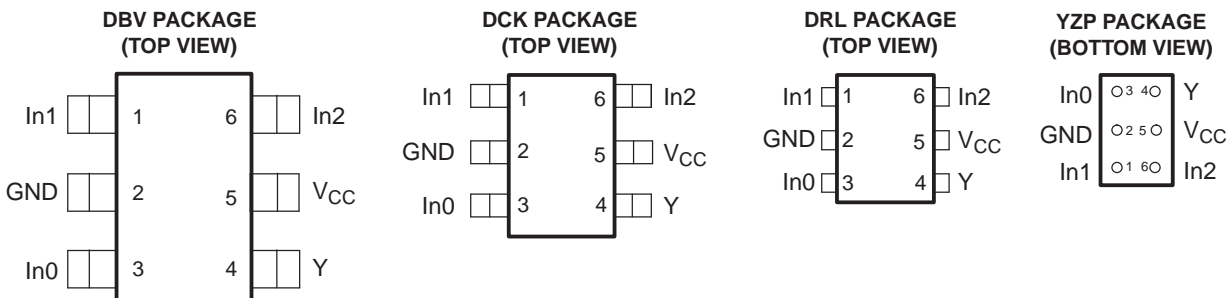 DBV PACKAGE
(TOP VIEW)
In1 1 6 In2
GND 2 5 VCC
In0 3 4 Y
DCK PACKAGE
(TOP VIEW)
In1 1 6 In2
GND 2 5 VCC
In0 3 4 Y
DRL PACKAGE
(TOP VIEW)
In1 1 6 In2
GND 2 5 VCC
In0 3 4 Y
YZP PACKAGE
(BOTTOM VIEW)
In0 3 4 Y
GND 2 5 VCC
In1 1 6 In2